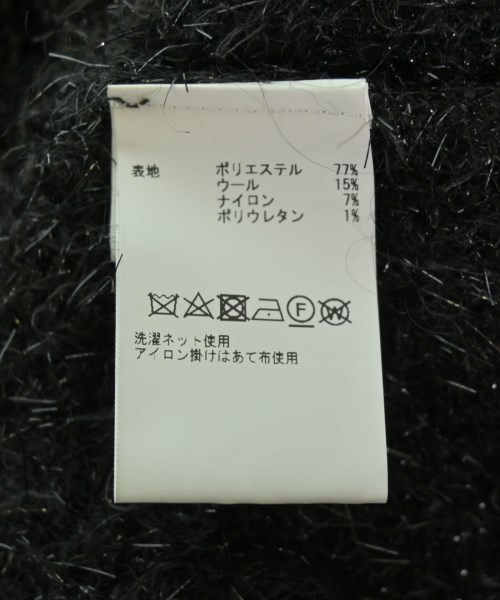 表地 ポリエステル 77%
ウール 15%
ナイロン 7%
ポリウレタン 1%
F W
洗濯ネット使用
アイロン掛けはあて布使用